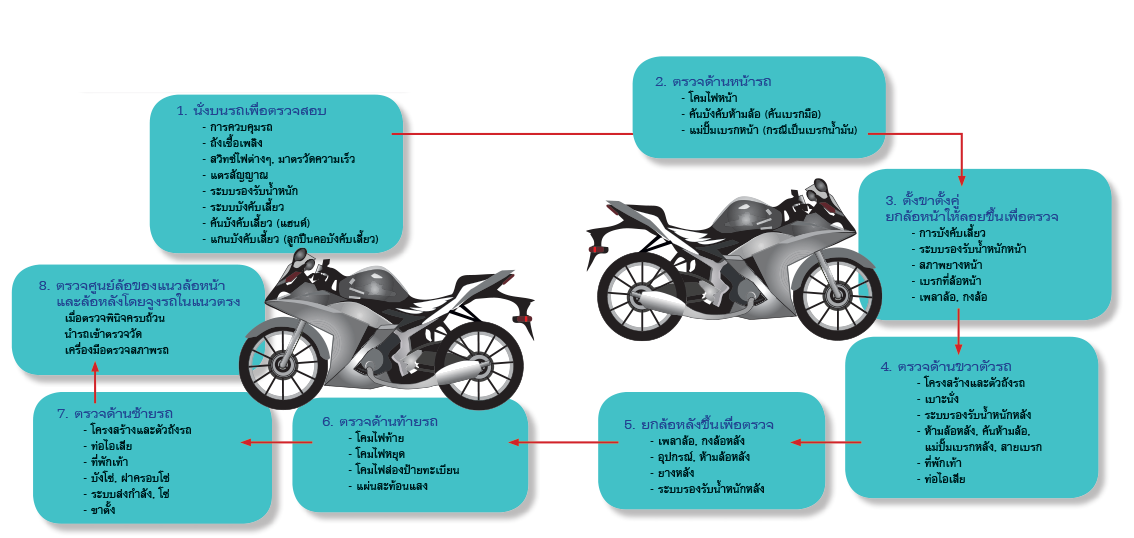 1. นั่งบนรถเพื่อตรวจสอบ
- การควบคุมรถ
- ถังเชื้อเพลิง
- สวิทช์ไฟต่างๆ, มาตรวัดความเร็ว
- แตรสัญญาณ
- ระบบรองรับน้ำหนัก
- ระบบบังคับเลี้ยว
- คันบังคับเลี้ยว (แฮนด์)
- แกนบังคับเลี้ยว (ลูกปืนคอบังคับเลี้ยว)
2. ตรวจด้านหน้ารถ
- โคมไฟหน้า
- คันบังคับห้ามล้อ (คันเบรกมือ)
- แม่ปั๊มเบรกหน้า (กรณีเป็นเบรกน้ำมัน)
3. ตั้งขาตั้งคู่
ยกล้อหน้าให้ลอยขึ้นเพื่อตรวจ
- การบังคับเลี้ยว
- ระบบรองรับน้ำหนักหน้า
- สภาพยางหน้า
- เบรกที่ล้อหน้า
- เพลาล้อ, กงล้อ
4. ตรวจด้านขวาตัวรถ
- โครงสร้างและตัวถังรถ
- เบาะนั่ง
- ระบบรองรับน้ำหนักหลัง
- ห้ามล้อหลัง, คันห้ามล้อ,
แม่ปั๊มเบรกหลัง, สายเบรก
- ที่พักเท้า
- ท่อไอเสีย
5. ยกล้อหลังขึ้นเพื่อตรวจ
- เพลาล้อ, กงล้อหลัง
- อุปกรณ์, ห้ามล้อหลัง
- ยางหลัง
- ระบบรองรับน้ำหนักหลัง
6. ตรวจด้านท้ายรถ
- โคมไฟท้าย
- โคมไฟหยุด
- โคมไฟส่องป้ายทะเบียน
- แผ่นสะท้อนแสง
7. ตรวจด้านซ้ายรถ
- โครงสร้างและตัวถังรถ
- ท่อไอเสีย
- ที่พักเท้า
- บังโซ่, ฝาครอบโซ่
- ระบบส่งกำลัง, โซ่
- ขาตั้ง
8. ตรวจศูนย์ล้อของแนวล้อหน้า
และล้อหลังโดยจูงรถในแนวตรง
เมื่อตรวจพินิจครบถ้วน
นำรถเข้าตรวจวัด
เครื่องมือตรวจสภาพรถ